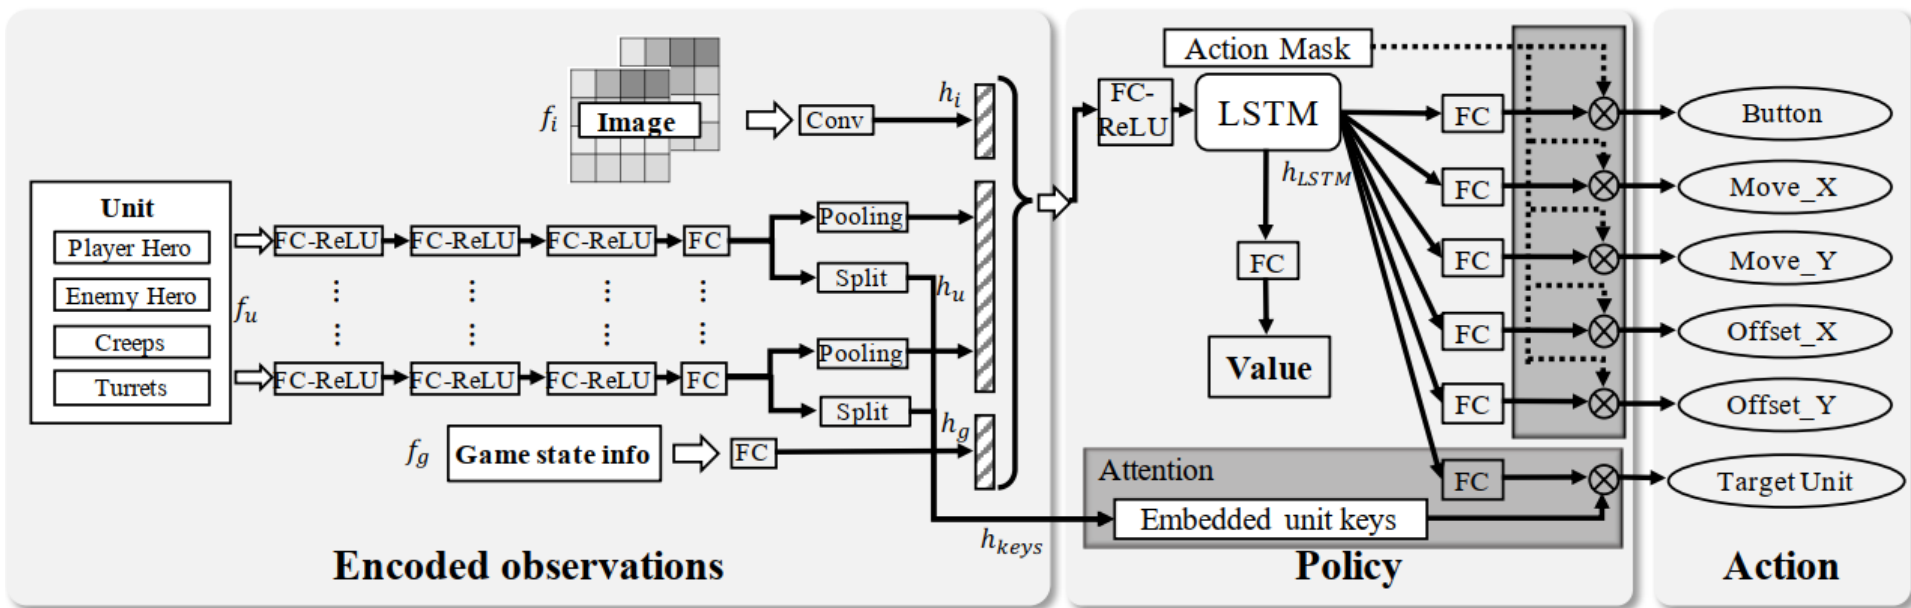 f_i
Image
Conv
h_i
Unit
Player Hero
Enemy Hero
Creeps
Turrets
f_u
FC-ReLU FC-ReLU FC-ReLU FC
Pooling
Split
h_u
⋮ ⋮ ⋮ ⋮
⋮ ⋮ ⋮ ⋮
FC-ReLU FC-ReLU FC-ReLU FC
Pooling
Split
f_g
Game state info
FC
h_g
h_keys
Encoded observations
Action Mask
FC-
ReLU
LSTM
h_LSTM
FC
Value
FC
FC
FC
FC
FC
Attention
FC
Embedded unit keys
Policy
Button
Move_X
Move_Y
Offset_X
Offset_Y
Target Unit
Action